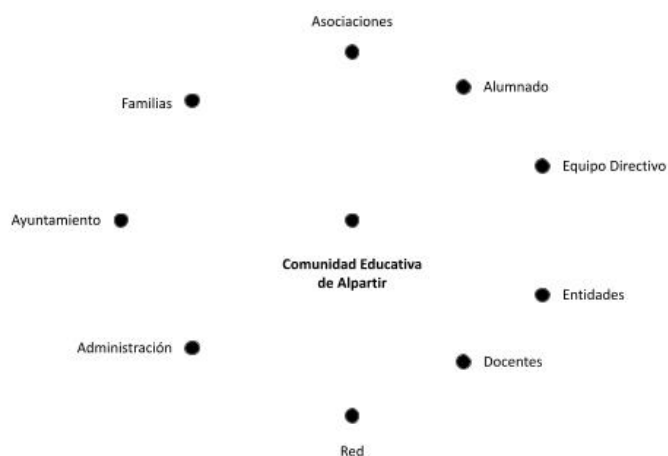 Asociaciones
Alumnado
Familias
Equipo Directivo
Ayuntamiento
Comunidad Educativa
de Alpartir
Entidades
Administración
Docentes
Red